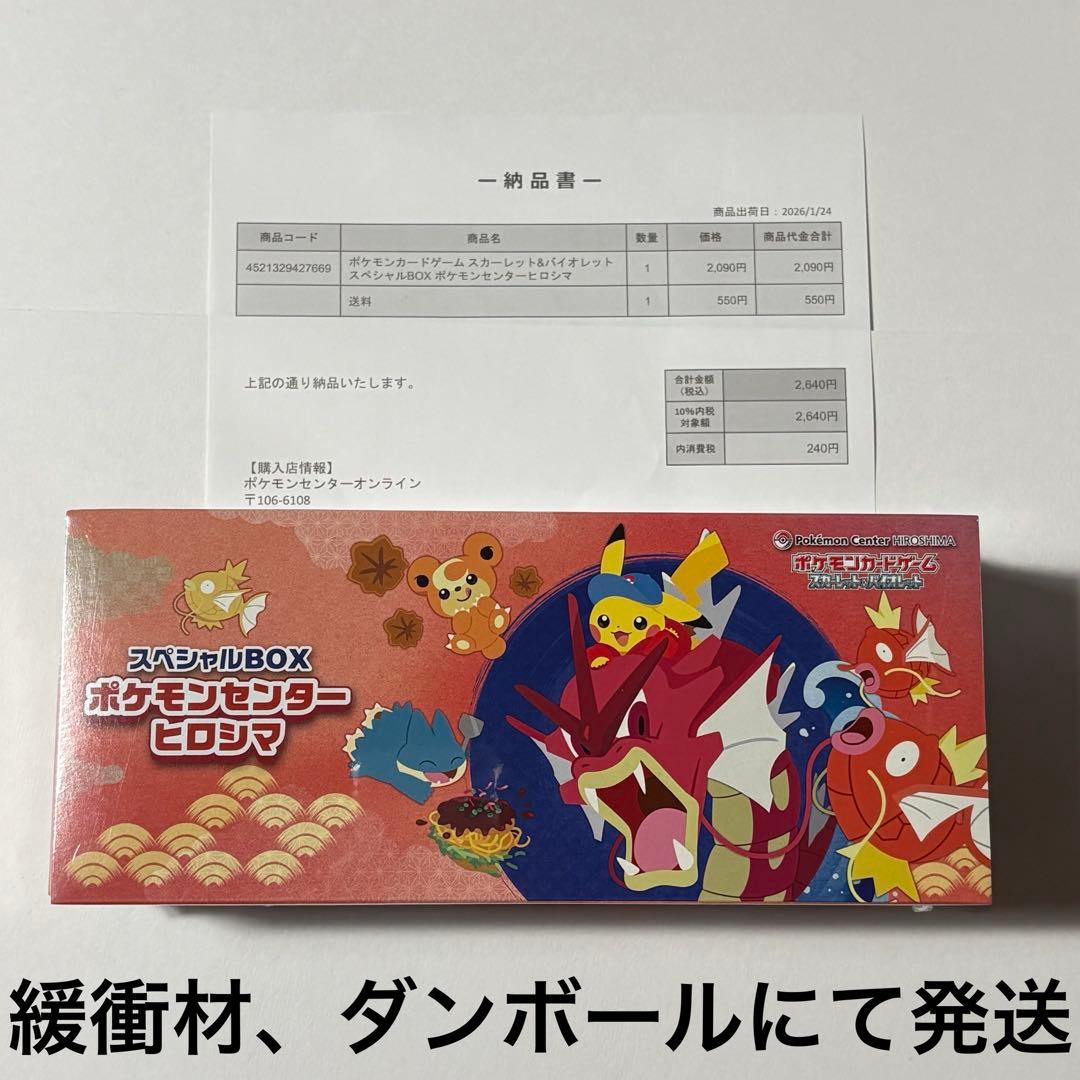 ー納品書ー
商品出荷日：2026/1/24
商品コード 商品名 数量 価格 商品代金合計
4521329427669 ポケモンカードゲーム スカーレット&バイオレット スペシャルBOX ポケモンセンターヒロシマ 1 2,090円 2,090円
送料 1 550円 550円
上記の通り納品いたします。
合計金額（税込） 2,640円
10%内税対象額 2,640円
内消費税 240円
【購入店情報】
ポケモンセンターオンライン
〒106-6108
Pokémon Center HIROSHIMA
ポケモンカードゲーム
スカーレット&バイオレット
スペシャルBOX
ポケモンセンター
ヒロシマ
緩衝材、ダンボールにて発送